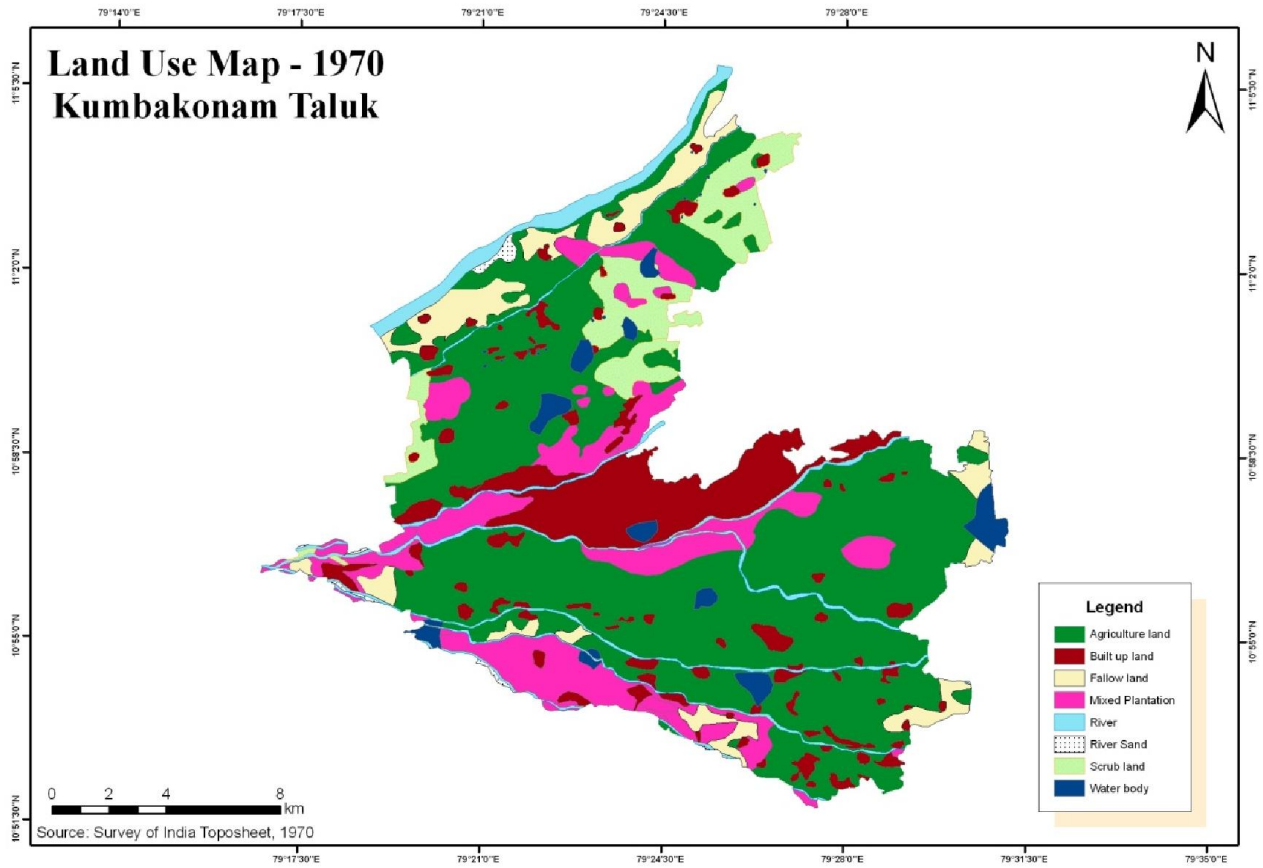 79°14'0"E 79°17'30"E 79°21'0"E 79°24'30"E 79°28'0"E
Land Use Map - 1970
Kumbakonam Taluk
N
11°5'30"N
11°2'0"N
10°58'30"N
10°55'0"N
10°51'30"N
11°5'30"N
11°2'0"N
10°58'30"N
10°55'0"N
Legend
Agriculture land
Built up land
Fallow land
Mixed Plantation
River
River Sand
Scrub land
Water body
0 2 4 8
km
Source: Survey of India Toposheet, 1970
79°17'30"E 79°21'0"E 79°24'30"E 79°28'0"E 79°31'30"E 79°35'0"E